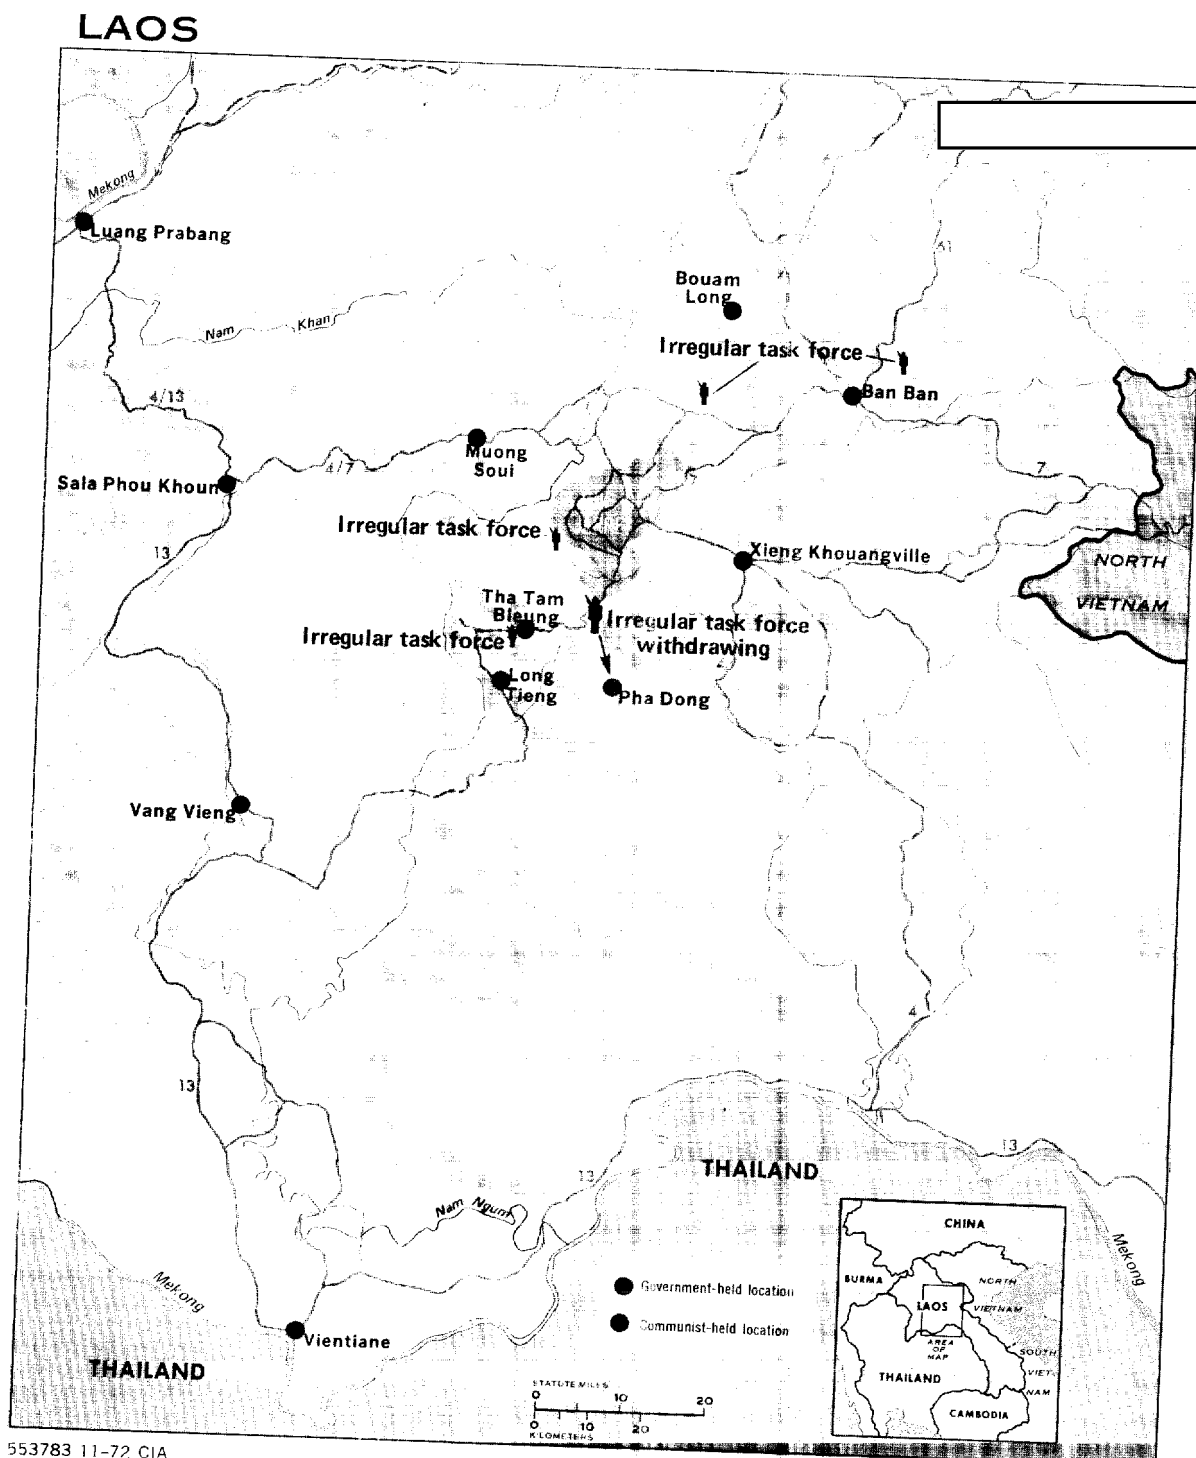 LAOS
Mekong
Luang Prabang
Nam Khan
4/13
Sala Phou Khoun
4/7
Muong
Soui
13
Bouam
Long
61
Irregular task force
Ban Ban
7
Irregular task force
Xieng Khouangville
NORTH
VIETNAM
Tha Tam
Bleung
Irregular task force
Irregular task force
withdrawing
Long
Tieng
Pha Dong
Vang Vieng
4
13
13
13
THAILAND
Nam Ngum
Mekong
Mekong
Vientiane
THAILAND
Government-held location
Communist-held location
STATUTE MILES
0 10 20
0 10 20
KILOMETERS
CHINA
BURMA
NORTH
VIETNAM
LAOS
AREA
OF
MAP
SOUTH
VIET-
NAM
THAILAND
CAMBODIA
553783 11-72 CIA